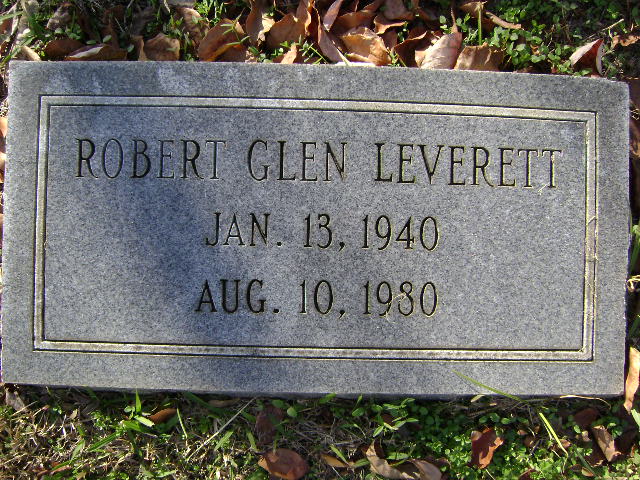 ROBERT GLEN LEVERETT
JAN. 13, 1940
AUG. 10, 1980